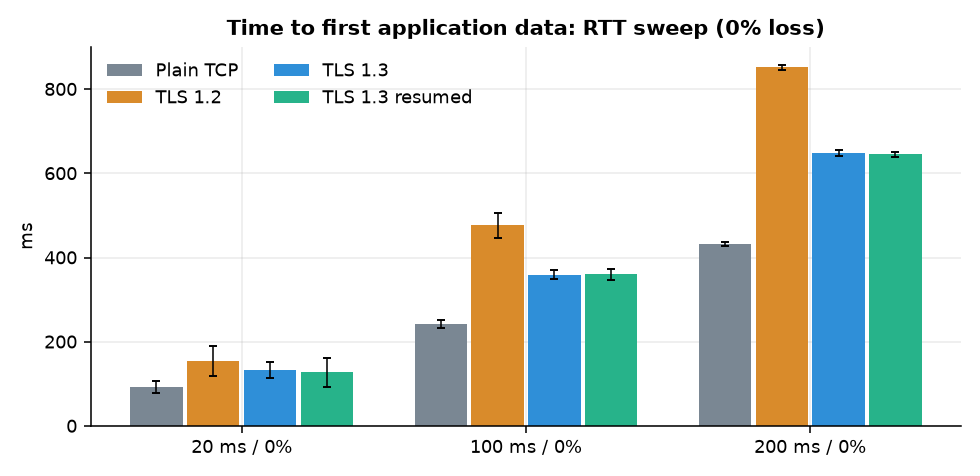 Time to first application data: RTT sweep (0% loss)
Plain TCP
TLS 1.2
TLS 1.3
TLS 1.3 resumed
ms
800
600
400
200
0
20 ms / 0%
100 ms / 0%
200 ms / 0%